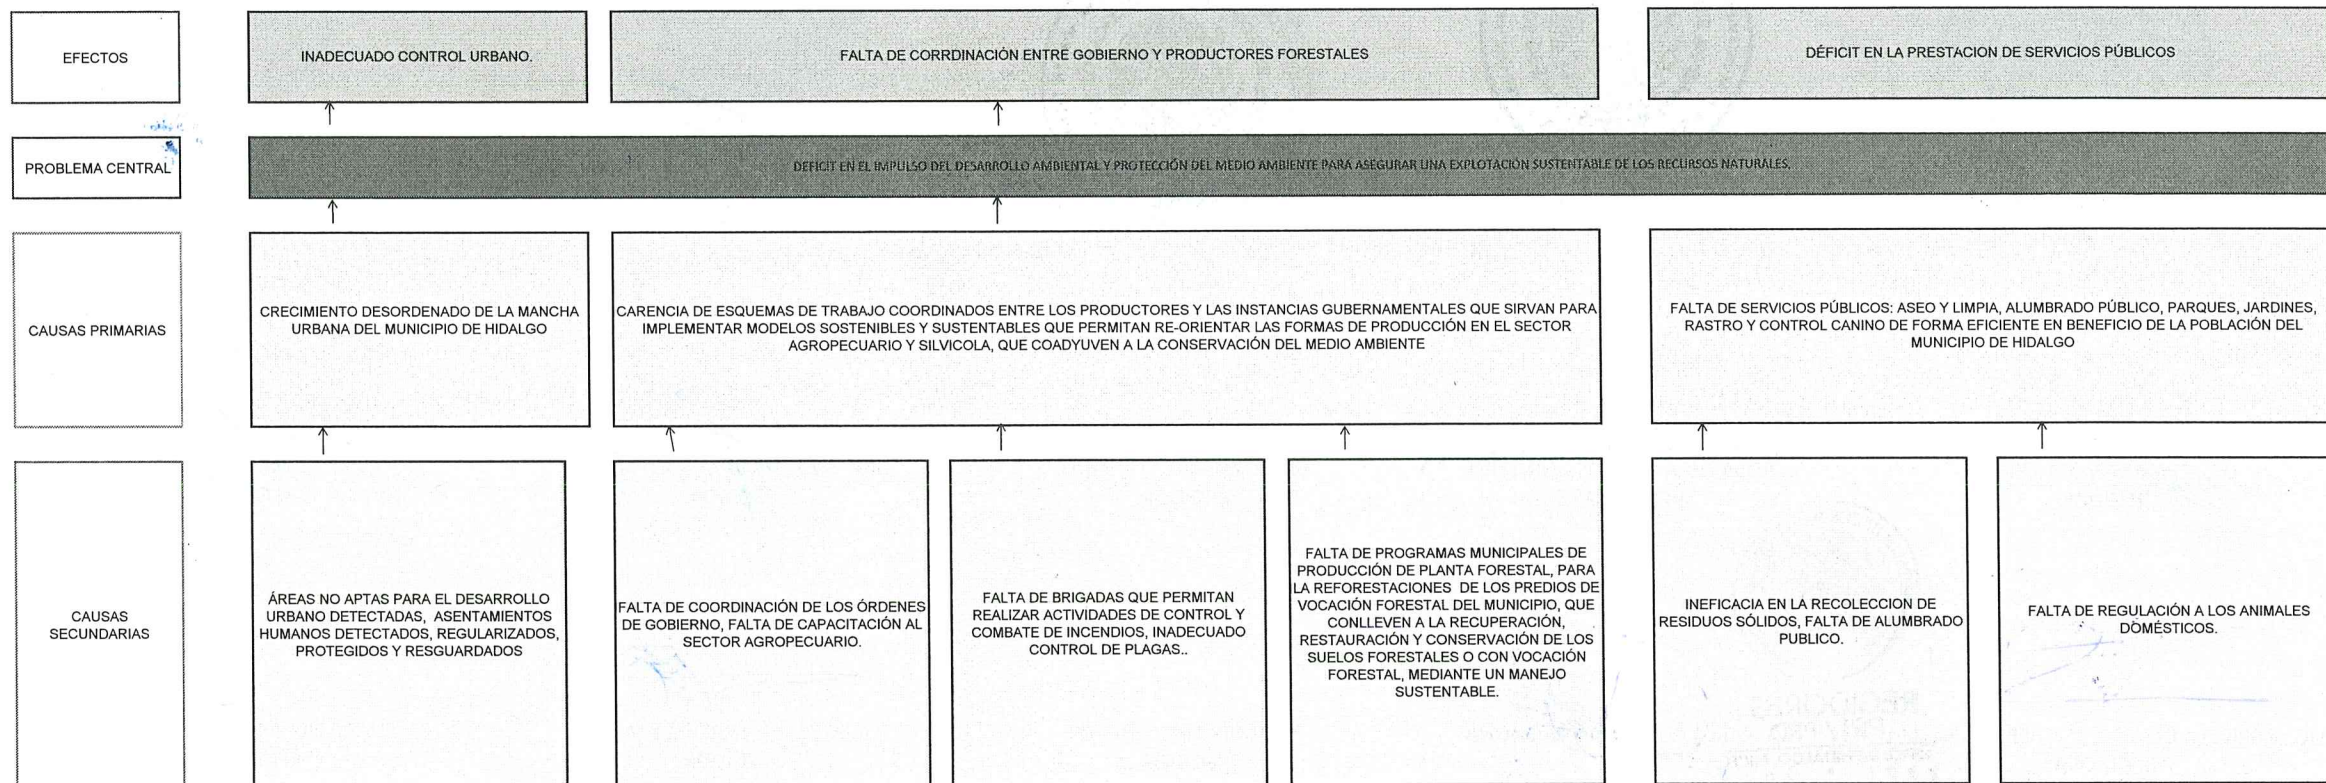 EFECTOS
INADECUADO CONTROL URBANO.
FALTA DE CORRDINACIÓN ENTRE GOBIERNO Y PRODUCTORES FORESTALES
DÉFICIT EN LA PRESTACION DE SERVICIOS PÚBLICOS
PROBLEMA CENTRAL
DEFICIT EN EL IMPULSO DEL DESARROLLO AMBIENTAL Y PROTECCIÓN DEL MEDIO AMBIENTE PARA ASEGURAR UNA EXPLOTACIÓN SUSTENTABLE DE LOS RECURSOS NATURALES.
CAUSAS PRIMARIAS
CRECIMIENTO DESORDENADO DE LA MANCHA
URBANA DEL MUNICIPIO DE HIDALGO
CARENCIA DE ESQUEMAS DE TRABAJO COORDINADOS ENTRE LOS PRODUCTORES Y LAS INSTANCIAS GUBERNAMENTALES QUE SIRVAN PARA
IMPLEMENTAR MODELOS SOSTENIBLES Y SUSTENTABLES QUE PERMITAN RE-ORIENTAR LAS FORMAS DE PRODUCCIÓN EN EL SECTOR
AGROPECUARIO Y SILVICOLA, QUE COADYUVEN A LA CONSERVACIÓN DEL MEDIO AMBIENTE
FALTA DE SERVICIOS PÚBLICOS: ASEO Y LIMPIA, ALUMBRADO PÚBLICO, PARQUES, JARDINES,
RASTRO Y CONTROL CANINO DE FORMA EFICIENTE EN BENEFICIO DE LA POBLACIÓN DEL
MUNICIPIO DE HIDALGO
CAUSAS
SECUNDARIAS
ÁREAS NO APTAS PARA EL DESARROLLO
URBANO DETECTADAS, ASENTAMIENTOS
HUMANOS DETECTADOS, REGULARIZADOS,
PROTEGIDOS Y RESGUARDADOS
FALTA DE COORDINACIÓN DE LOS ÓRDENES
DE GOBIERNO, FALTA DE CAPACITACIÓN AL
SECTOR AGROPECUARIO.
FALTA DE BRIGADAS QUE PERMITAN
REALIZAR ACTIVIDADES DE CONTROL Y
COMBATE DE INCENDIOS, INADECUADO
CONTROL DE PLAGAS..
FALTA DE PROGRAMAS MUNICIPALES DE
PRODUCCIÓN DE PLANTA FORESTAL, PARA
LA REFORESTACIONES DE LOS PREDIOS DE
VOCACIÓN FORESTAL DEL MUNICIPIO, QUE
CONLLEVEN A LA RECUPERACIÓN,
RESTAURACIÓN Y CONSERVACIÓN DE LOS
SUELOS FORESTALES O CON VOCACIÓN
FORESTAL, MEDIANTE UN MANEJO
SUSTENTABLE.
INEFICACIA EN LA RECOLECCION DE
RESIDUOS SÓLIDOS, FALTA DE ALUMBRADO
PUBLICO.
FALTA DE REGULACIÓN A LOS ANIMALES
DOMÉSTICOS.